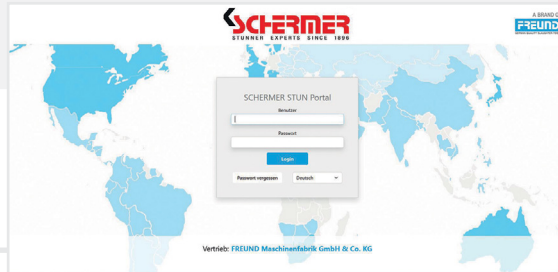 SCHERMER
STUNNER EXPERTS SINCE 1896
A BRAND O
FREUND
SCHERMER STUN Portal
Benutzer
Passwort
Login
Passwort vergessen
Deutsch
Vertrieb: FREUND Maschinenfabrik GmbH & Co. KG